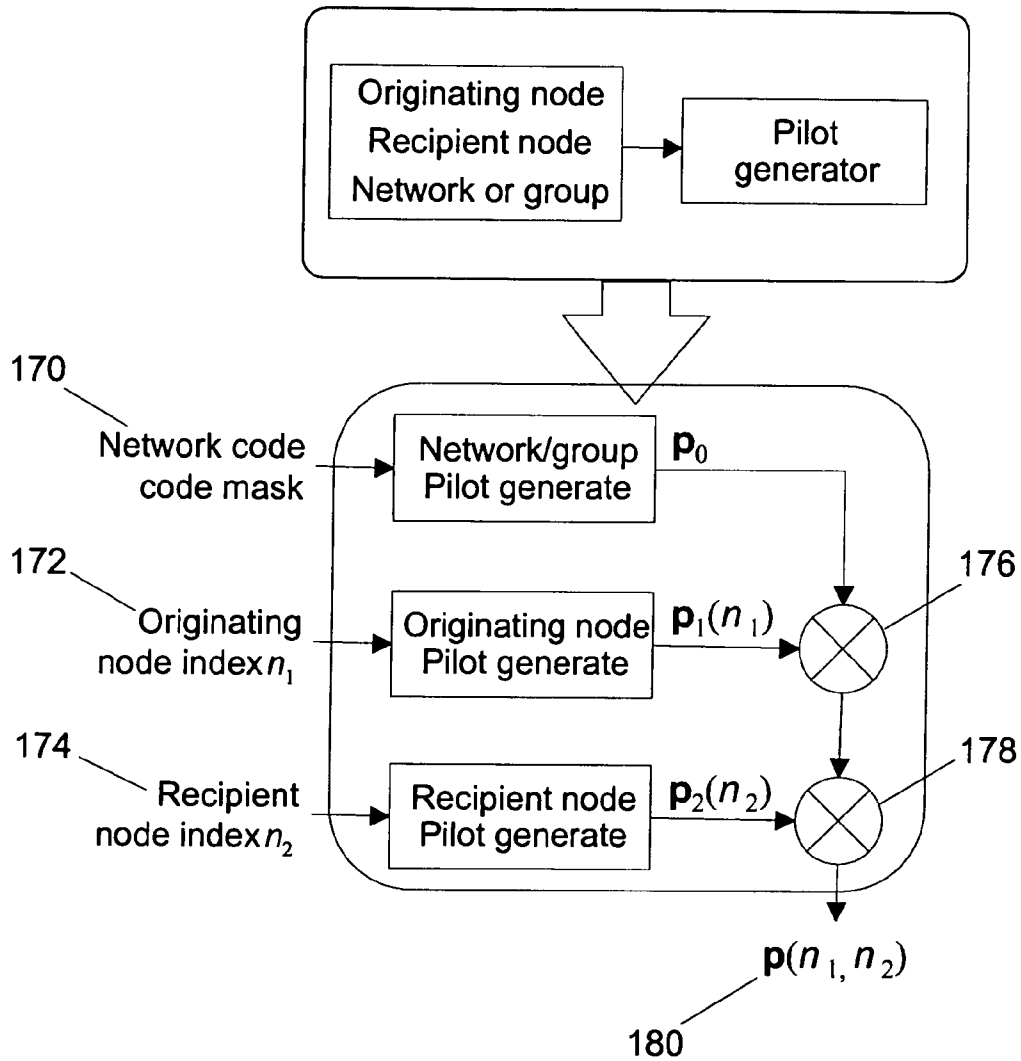 Originating node
Recipient node
Network or group
Pilot
generator
170
Network code
code mask
Network/group
Pilot generate
p₀
172
Originating
node index n₁
Originating node
Pilot generate
p₁(n₁)
176
174
Recipient
node index n₂
Recipient node
Pilot generate
p₂(n₂)
178
p(n₁, n₂)
180